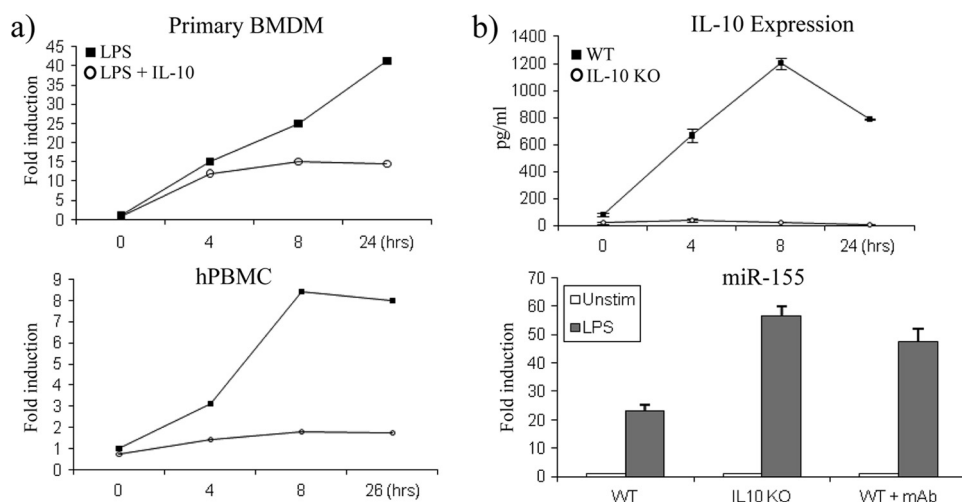 a)
Primary BMDM
LPS
LPS + IL-10
Fold induction
45
40
35
30
25
20
15
10
5
0
0 4 8 24 (hrs)
hPBMC
Fold induction
9
8
7
6
5
4
3
2
1
0
0 4 8 26 (hrs)
b)
IL-10 Expression
WT
IL-10 KO
pg/ml
1400
1200
1000
800
600
400
200
0
0 4 8 24 (hrs)
miR-155
Unstim
LPS
Fold induction
70
60
50
40
30
20
10
0
WT IL10 KO WT + mAb